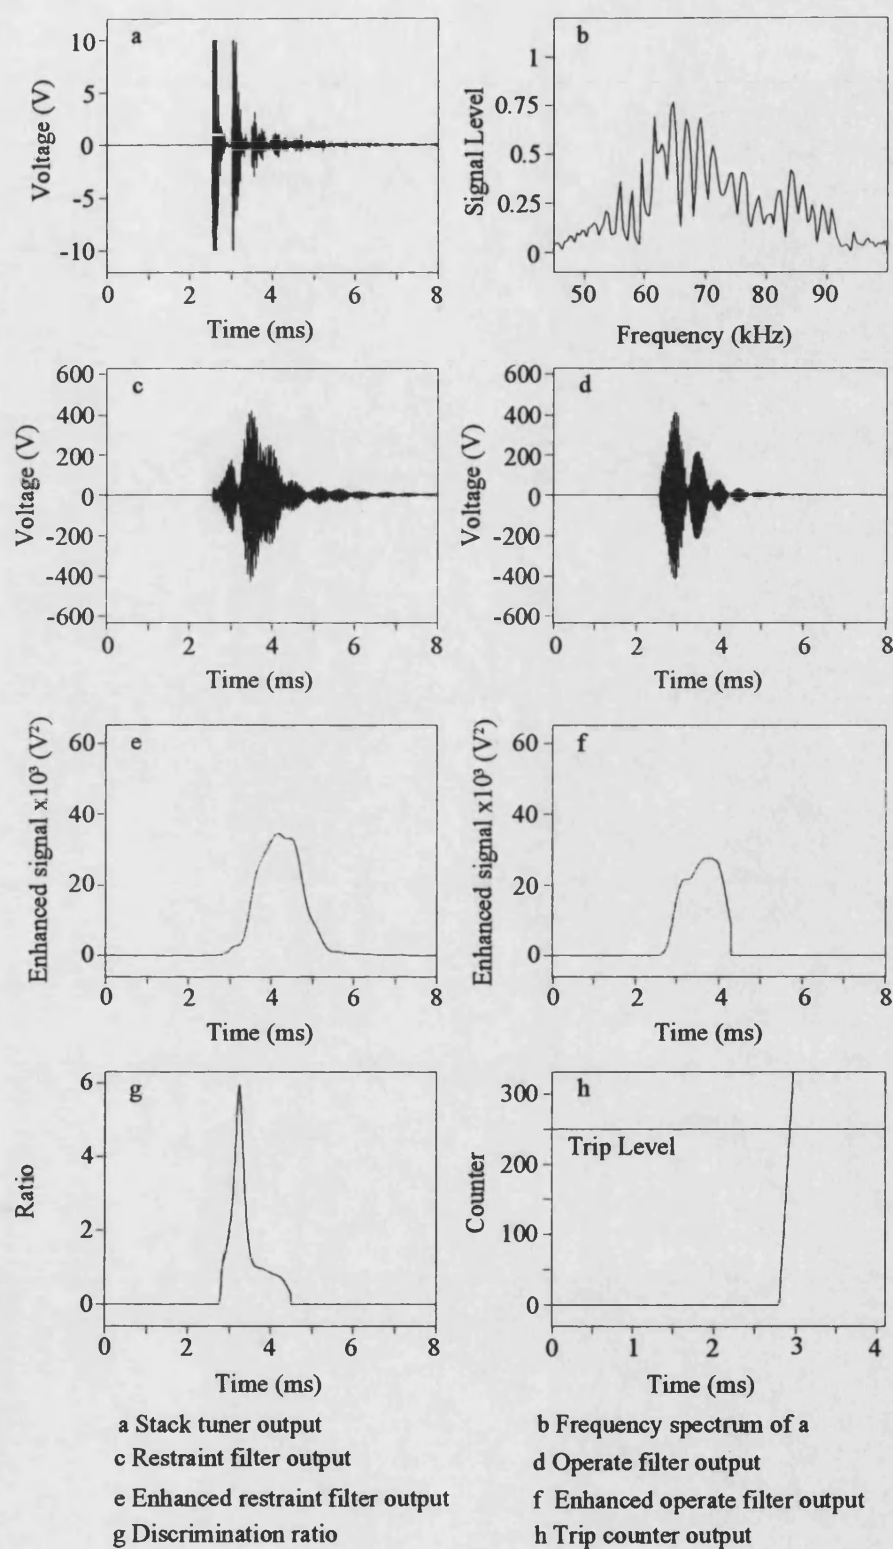 a
b
10
5
0
-5
-10
Voltage (V)
0 2 4 6 8
Time (ms)
1
0.75
0.5
0.25
0
Signal Level
50 60 70 80 90
Frequency (kHz)
c
d
600
400
200
0
-200
-400
-600
Voltage (V)
0 2 4 6 8
Time (ms)
600
400
200
0
-200
-400
-600
Voltage (V)
0 2 4 6 8
Time (ms)
e
f
60
40
20
0
Enhanced signal x10³ (V²)
0 2 4 6 8
Time (ms)
60
40
20
0
Enhanced signal x10³ (V²)
0 2 4 6 8
Time (ms)
g
h
6
4
2
0
Ratio
0 2 4 6 8
Time (ms)
300
200
100
0
Counter
Trip Level
0 1 2 3 4
Time (ms)
a Stack tuner output
b Frequency spectrum of a
c Restraint filter output
d Operate filter output
e Enhanced restraint filter output
f Enhanced operate filter output
g Discrimination ratio
h Trip counter output